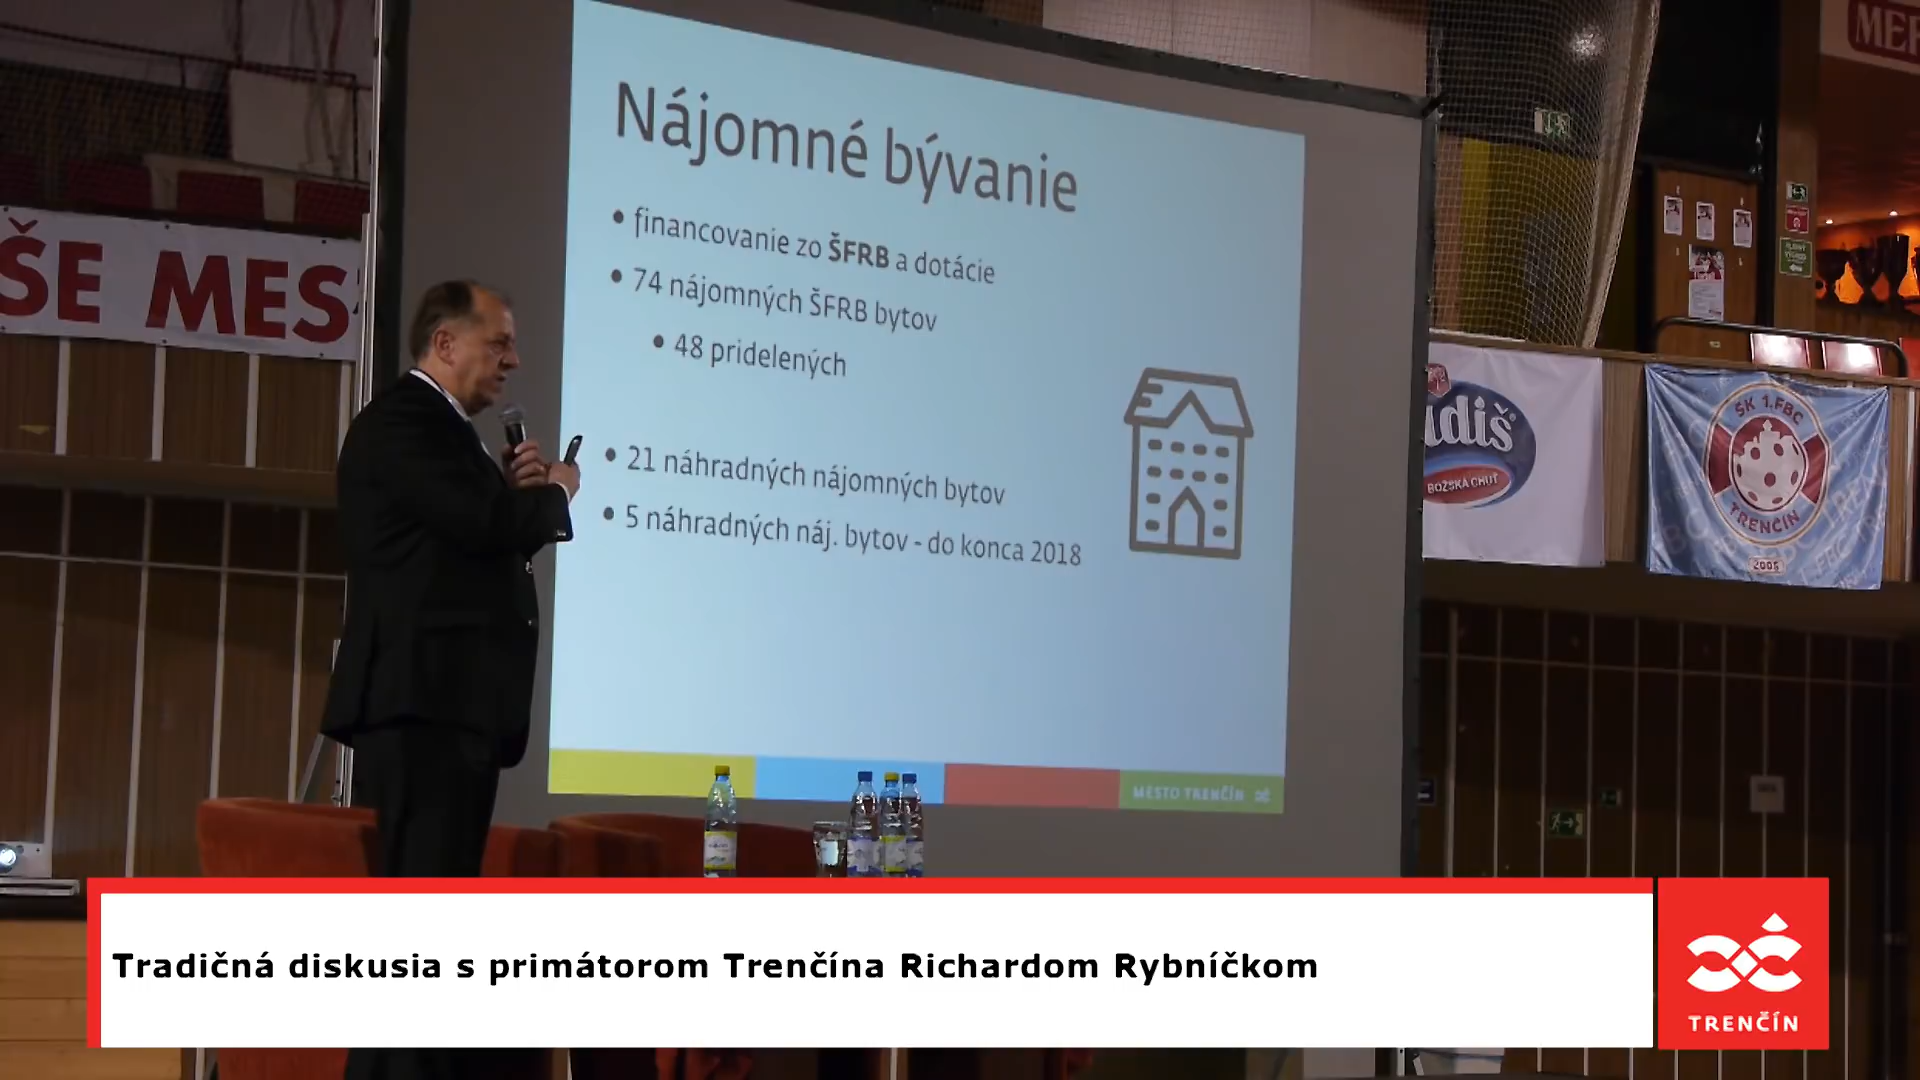 Nájomné bývanie
• financovanie zo ŠFRB a dotácie
• 74 nájomných ŠFRB bytov
• 48 pridelených
• 21 náhradných nájomných bytov
• 5 náhradných náj. bytov - do konca 2018
MESTO TRENČÍN
ŠE MES
MER
BOŽSKÁ CHUŤ
ŠK 1.FBC
TRENČÍN
2005
Tradičná diskusia s primátorom Trenčína Richardom Rybníčkom
TRENČÍN